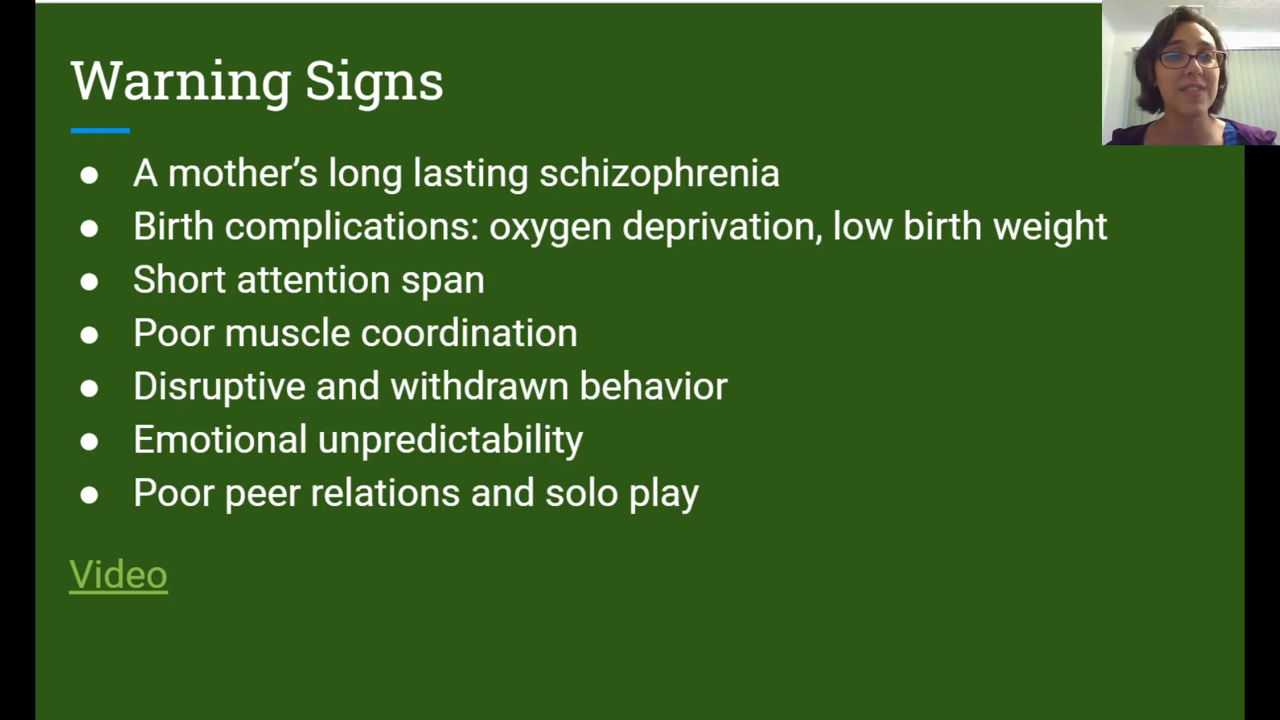 Warning Signs
● A mother’s long lasting schizophrenia
● Birth complications: oxygen deprivation, low birth weight
● Short attention span
● Poor muscle coordination
● Disruptive and withdrawn behavior
● Emotional unpredictability
● Poor peer relations and solo play
Video